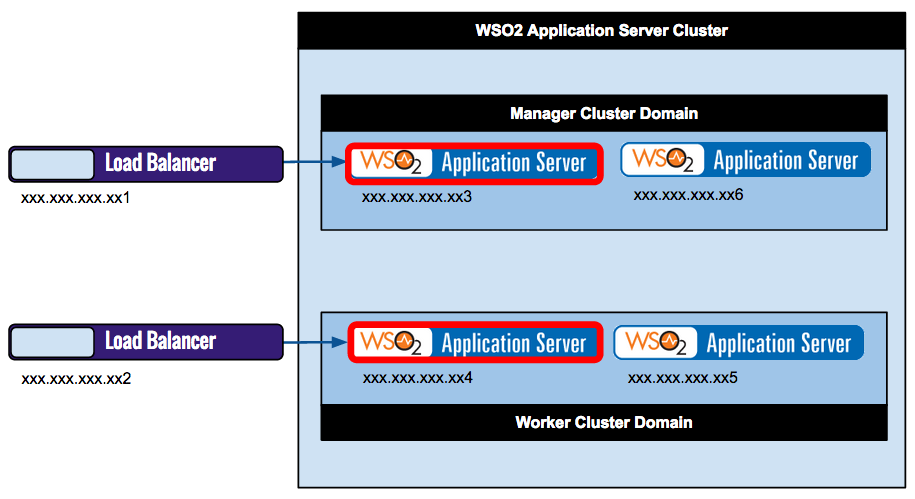 WSO2 Application Server Cluster
Manager Cluster Domain
Load Balancer
WSO2 Application Server
WSO2 Application Server
xxx.xxx.xxx.xx1
xxx.xxx.xxx.xx3
xxx.xxx.xxx.xx6
Load Balancer
WSO2 Application Server
WSO2 Application Server
xxx.xxx.xxx.xx2
xxx.xxx.xxx.xx4
xxx.xxx.xxx.xx5
Worker Cluster Domain